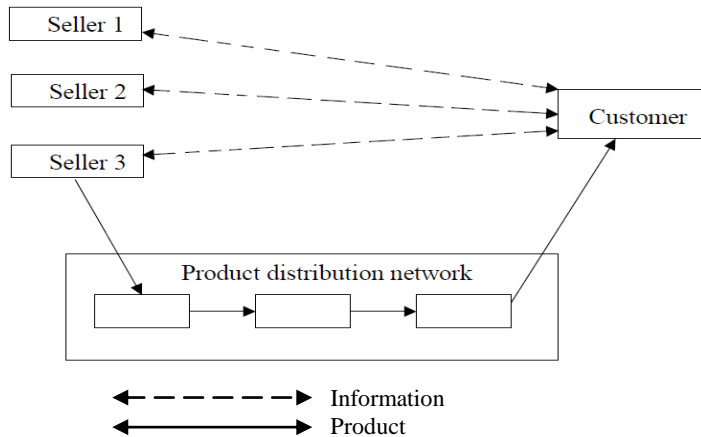 Seller 1
Seller 2
Customer
Seller 3
Product distribution network
Information
Product